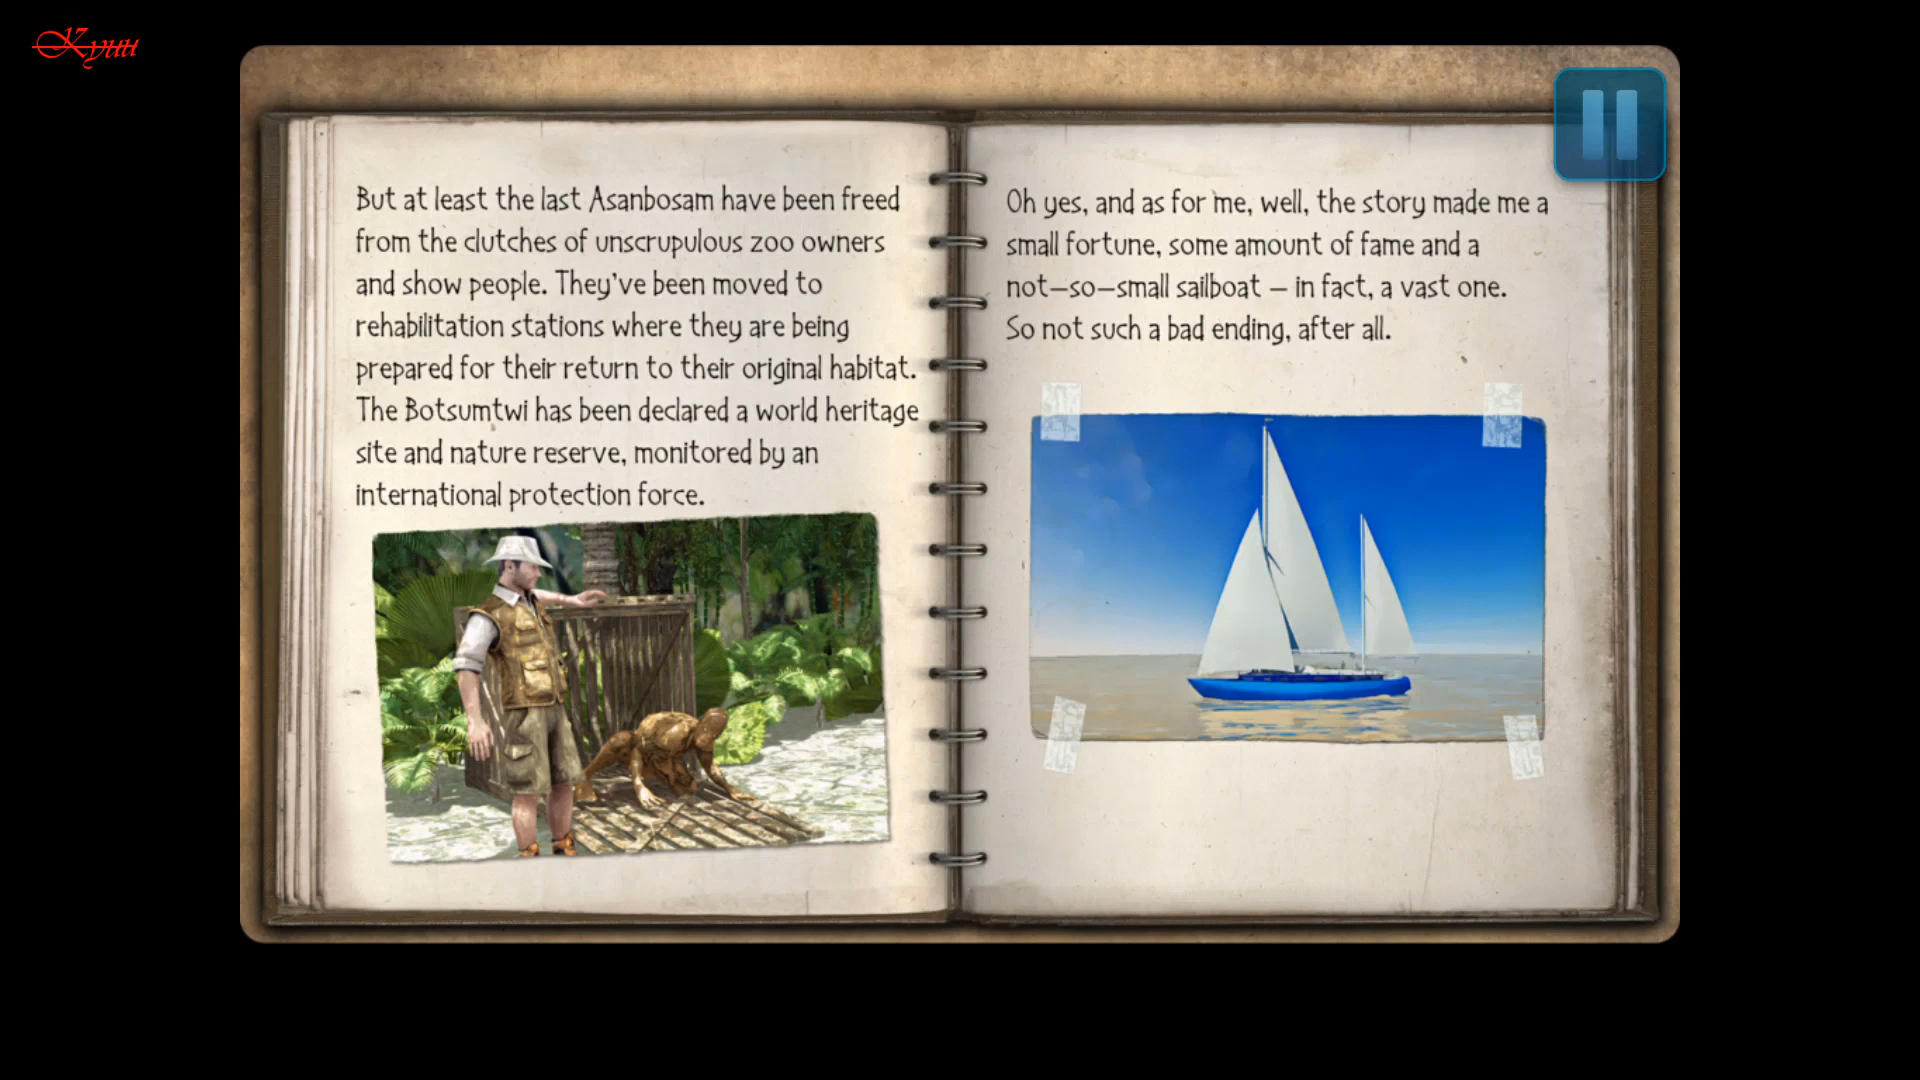 Kyuu
But at least the last Asanbosam have been freed
from the clutches of unscrupulous zoo owners
and show people. They've been moved to
rehabilitation stations where they are being
prepared for their return to their original habitat.
The Botsumtwi has been declared a world heritage
site and nature reserve, monitored by an
international protection force.
Oh yes, and as for me, well, the story made me a
small fortune, some amount of fame and a
not—so—small sailboat — in fact, a vast one.
So not such a bad ending, after all.